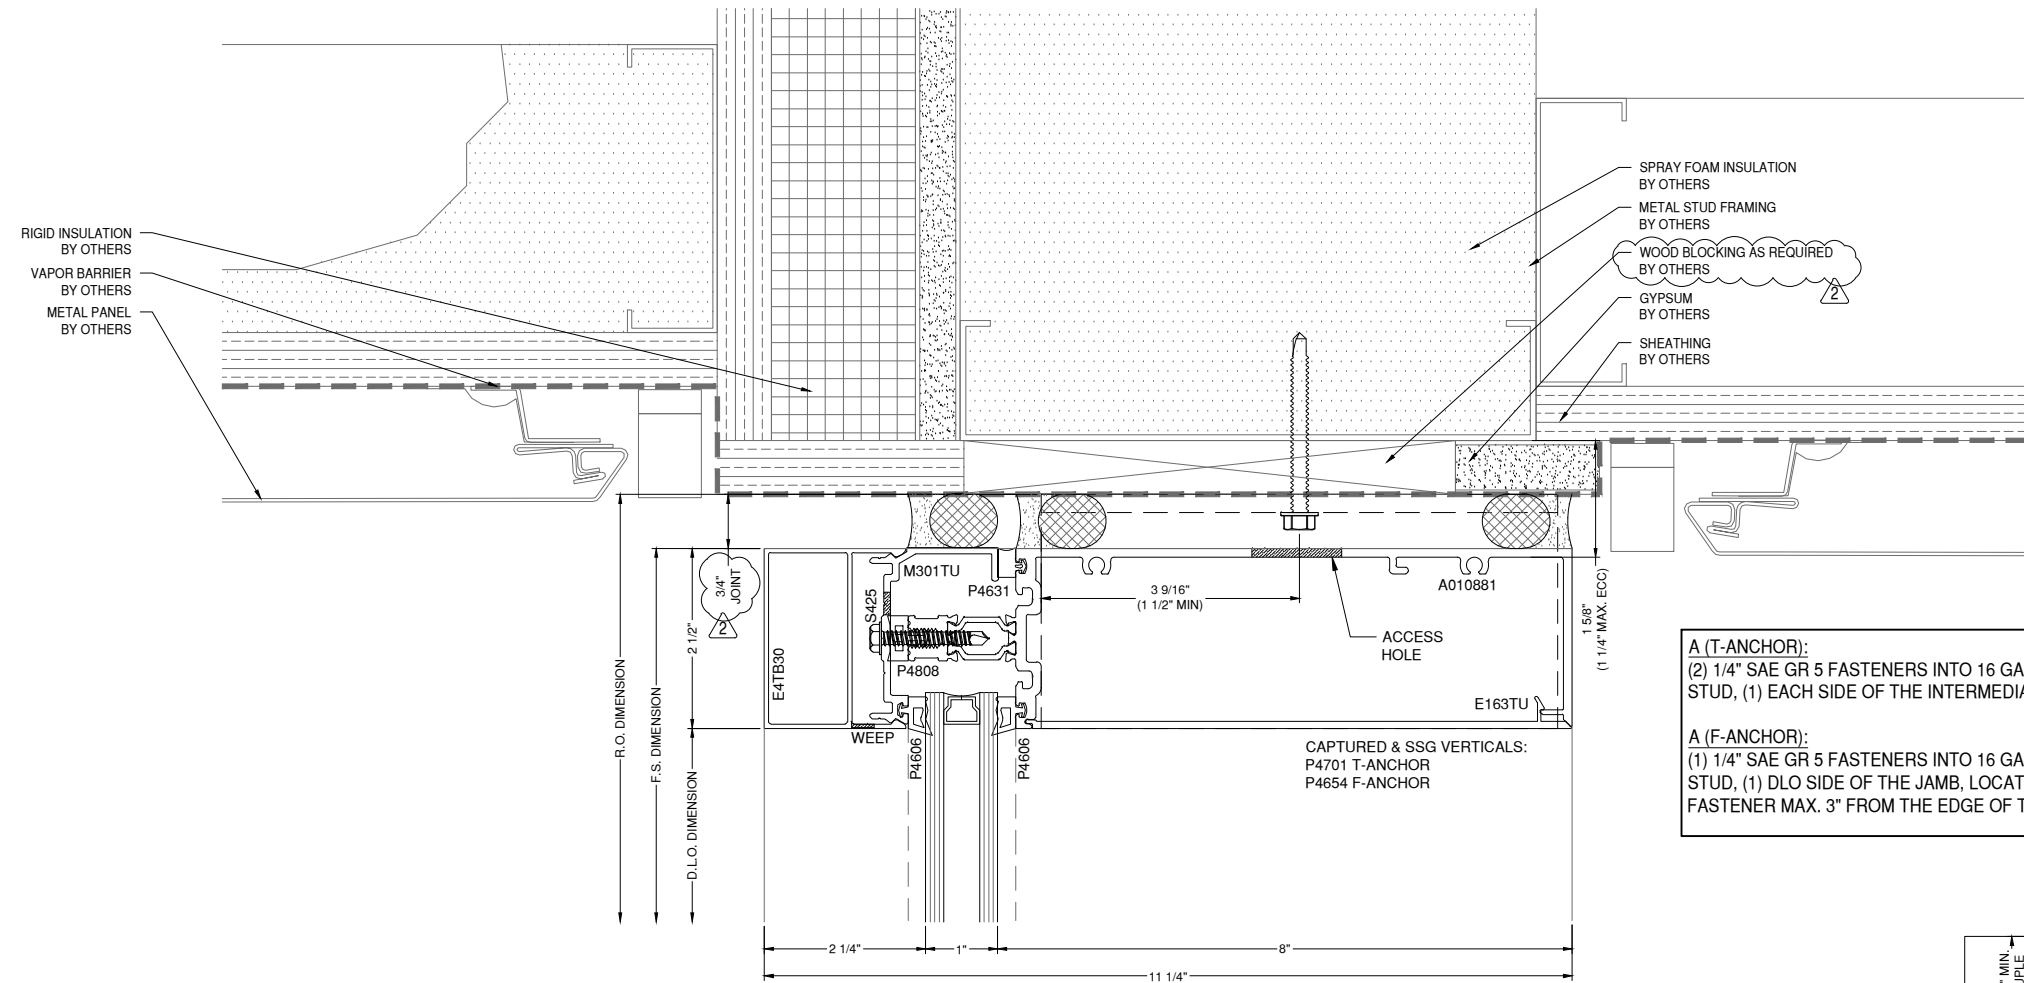 RIGID INSULATION
BY OTHERS
VAPOR BARRIER
BY OTHERS
METAL PANEL
BY OTHERS
SPRAY FOAM INSULATION
BY OTHERS
METAL STUD FRAMING
BY OTHERS
WOOD BLOCKING AS REQUIRED
BY OTHERS
2
GYPSUM
BY OTHERS
SHEATHING
BY OTHERS
3/4"
JOINT
2
2 1/2"
R.O. DIMENSION
F.S. DIMENSION
D.L.O. DIMENSION
E4TB30
S425
M301TU
P4631
P4808
WEEP
P4606
P4606
3 9/16"
(1 1/2" MIN)
A010881
ACCESS
HOLE
E163TU
1 5/8"
(1 1/4" MAX. ECC)
CAPTURED & SSG VERTICALS:
P4701 T-ANCHOR
P4654 F-ANCHOR
A (T-ANCHOR):
(2) 1/4" SAE GR 5 FASTENERS INTO 16 GA
STUD, (1) EACH SIDE OF THE INTERMEDIA
A (F-ANCHOR):
(1) 1/4" SAE GR 5 FASTENERS INTO 16 GA
STUD, (1) DLO SIDE OF THE JAMB, LOCAT
FASTENER MAX. 3" FROM THE EDGE OF T
2 1/4"
1"
8"
11 1/4"
" MIN.
UPLE